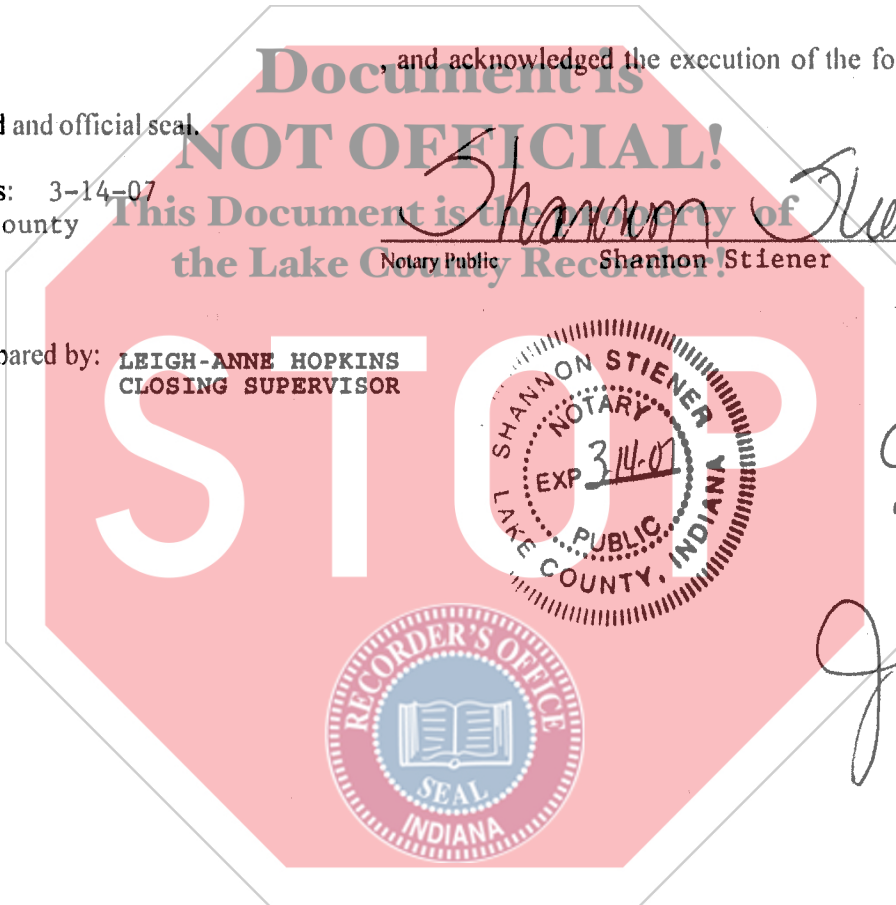 Document is
, and acknowledged the execution of the fo
d and official seal.
NOT OFFICIAL!
s: 3-14-07
ounty
This Document is the property of
Shannon
Notary Public Shannon Stiener
the Lake County Recorder!
pared by: LEIGH-ANNE HOPKINS
CLOSING SUPERVISOR
STOP
SHANNON STIENER
NOTARY
EXP 3-14-07
PUBLIC
LAKE COUNTY, INDIANA
RECORDER'S OFFICE
SEAL
INDIANA